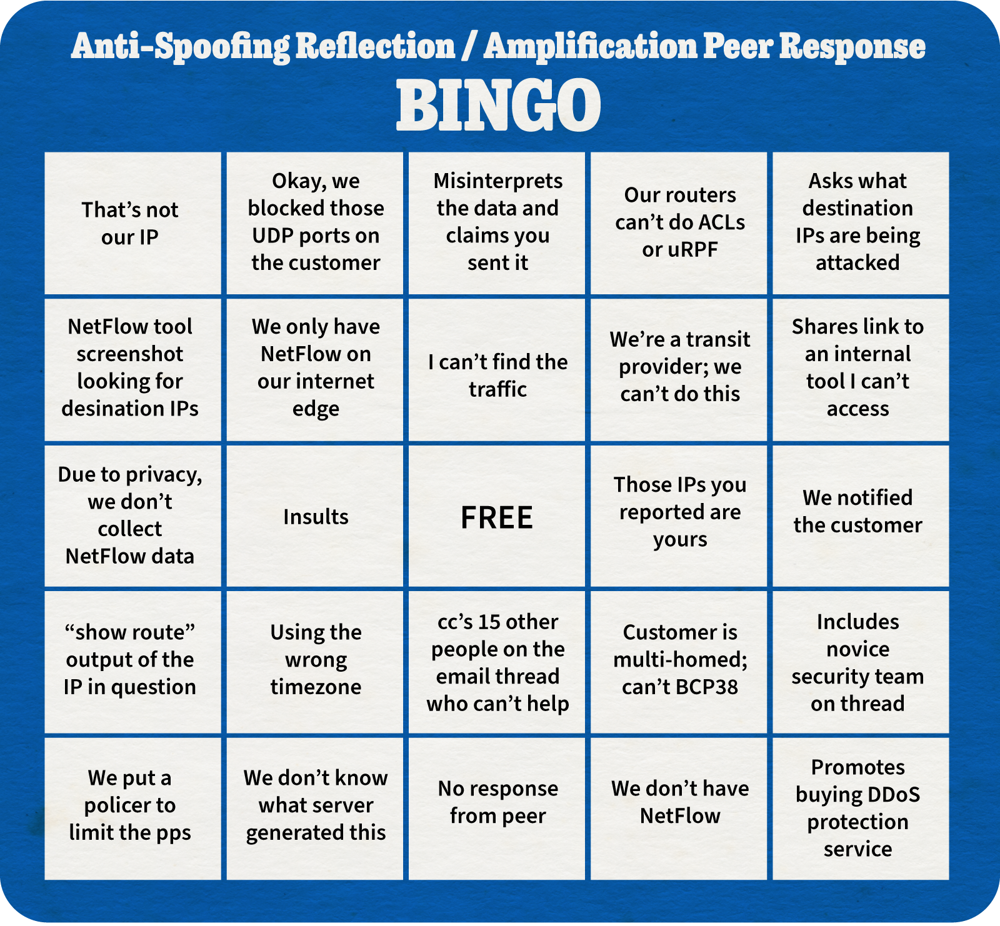 Anti-Spoofing Reflection / Amplification Peer Response
BINGO
That’s not
our IP
Okay, we
blocked those
UDP ports on
the customer
Misinterprets
the data and
claims you
sent it
Our routers
can’t do ACLs
or uRPF
Asks what
destination
IPs are being
attacked
NetFlow tool
screenshot
looking for
desination IPs
We only have
NetFlow on
our internet
edge
I can’t find the
traffic
We’re a transit
provider; we
can’t do this
Shares link to
an internal
tool I can’t
access
Due to privacy,
we don’t
collect
NetFlow data
Insults
FREE
Those IPs you
reported are
yours
We notified
the customer
“show route”
output of the
IP in question
Using the
wrong
timezone
cc’s 15 other
people on the
email thread
who can’t help
Customer is
multi-homed;
can’t BCP38
Includes
novice
security team
on thread
We put a
policer to
limit the pps
We don’t know
what server
generated this
No response
from peer
We don’t have
NetFlow
Promotes
buying DDoS
protection
service